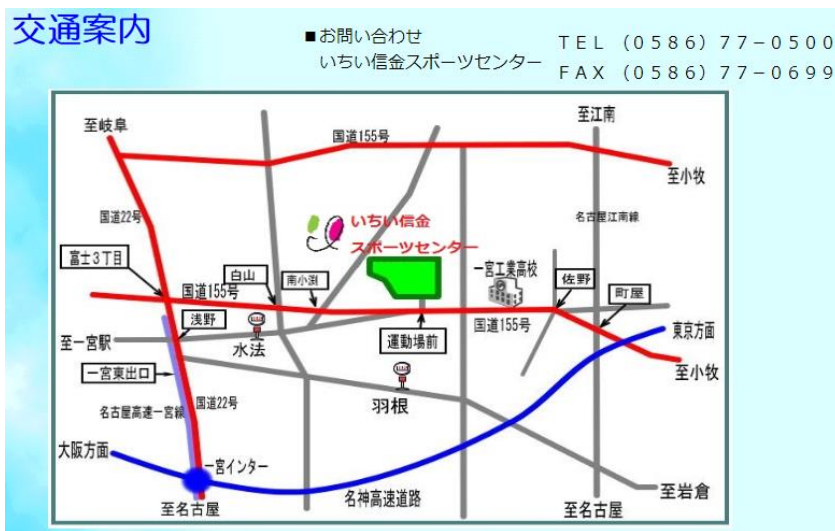 交通案内
■お問い合わせ
いちい信金スポーツセンター
TEL (0586) 77-0500
FAX (0586) 77-0699
至岐阜
国道155号
至江南
至小牧
国道22号
いちい信金
スポーツセンター
名古屋江南線
富士3丁目
白山
南小渕
一宮工業高校
佐野
町屋
国道155号
浅野
水法
運動場前
国道155号
東京方面
至一宮駅
一宮東出口
羽根
至小牧
名古屋高速一宮線
国道22号
大阪方面
一宮インター
名神高速道路
至岩倉
至名古屋
至名古屋